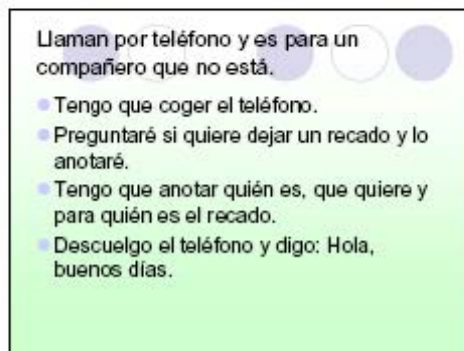 Llaman por teléfono y es para un
compañero que no está.
Tengo que coger el teléfono.
Preguntaré si quiere dejar un recado y lo
anotaré.
Tengo que anotar quién es, que quiere y
para quién es el recado.
Descuelgo el teléfono y digo: Hola,
buenos días.